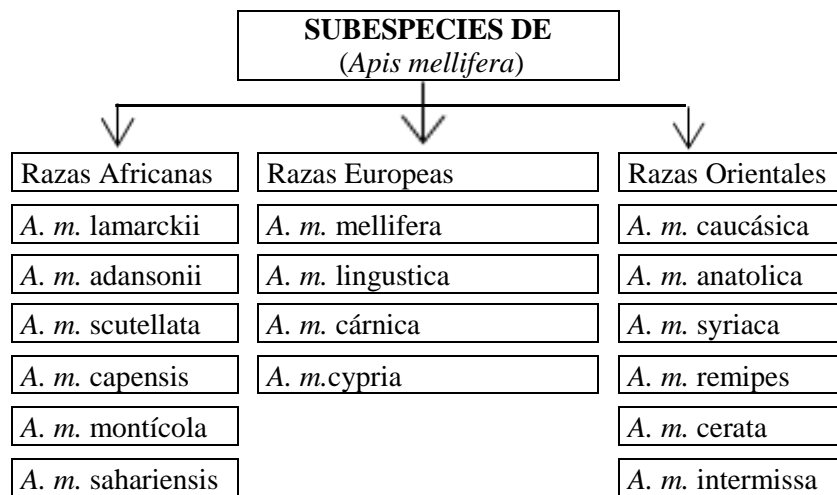 SUBESPECIES DE
(Apis mellifera)
Razas Africanas
A. m. lamarckii
A. m. adansonii
A. m. scutellata
A. m. capensis
A. m. montícola
A. m. sahariensis
Razas Europeas
A. m. mellifera
A. m. lingustica
A. m. cárnica
A. m.cypria
Razas Orientales
A. m. caucásica
A. m. anatolica
A. m. syriaca
A. m. remipes
A. m. cerata
A. m. intermissa